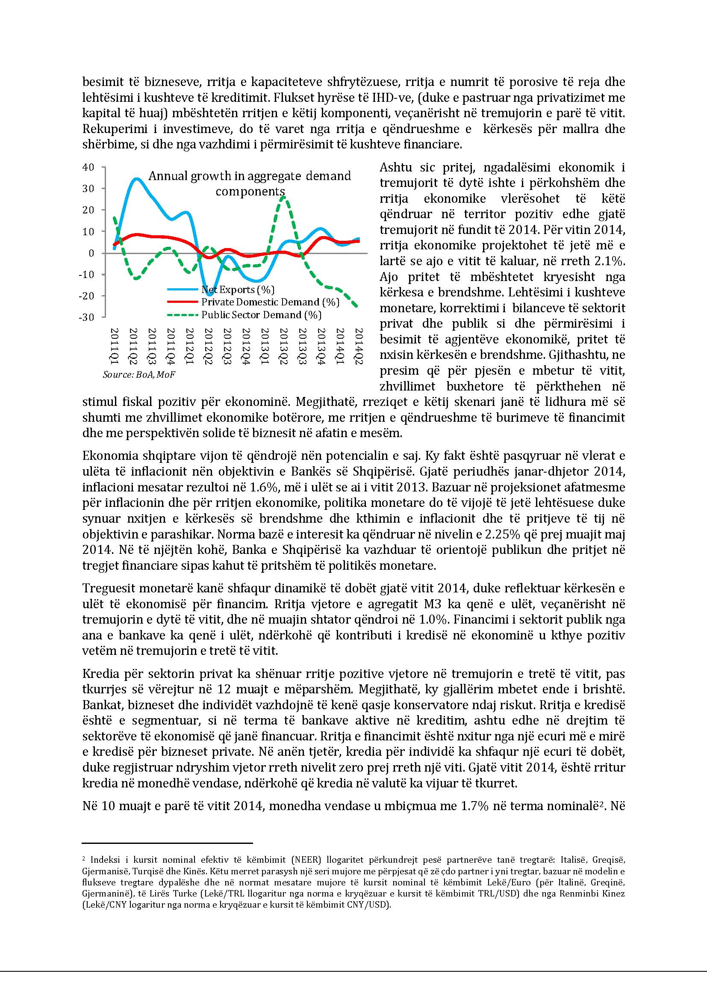 besimit të bizneseve, rritja e kapaciteteve shfrytëzuese, rritja e numrit të porosive të reja dhe
lehtësimi i kushteve të kreditimit. Flukset hyrëse të IHD-ve, (duke e pastruar nga privatizimet me
kapital të huaj) mbështetën rritjen e këtij komponenti, veçanërisht në tremujorin e parë të vitit.
Rekuperimi i investimeve, do të varet nga rritja e qëndrueshme e kërkesës për mallra dhe
shërbime, si dhe nga vazhdimi i përmirësimit të kushteve financiare.
Annual growth in aggregate demand
components
40
30
20
10
0
-10
-20
-30
Net Exports (%)
Private Domestic Demand (%)
Public Sector Demand (%)
2011Q1
2011Q2
2011Q3
2011Q4
2012Q1
2012Q2
2012Q3
2012Q4
2013Q1
2013Q2
2013Q3
2013Q4
2014Q1
2014Q2
Source: BoA, MoF
Ashtu sic pritej, ngadalësimi ekonomik i
tremujorit të dytë ishte i përkohshëm dhe
rritja ekonomike vlerësohet të këtë
qëndruar në territor pozitiv edhe gjatë
tremujorit në fundit të 2014. Për vitin 2014,
rritja ekonomike projektohet të jetë më e
lartë se ajo e vitit të kaluar, në rreth 2.1%.
Ajo pritet të mbështetet kryesisht nga
kërkesa e brendshme. Lehtësimi i kushteve
monetare, korrektimi i bilanceve të sektorit
privat dhe publik si dhe përmirësimi i
besimit të agjentëve ekonomikë, pritet të
nxisin kërkesën e brendshme. Gjithashtu, ne
presim që për pjesën e mbetur të vitit,
zhvillimet buxhetore të përkthehen në
stimul fiskal pozitiv për ekonominë. Megjithatë, rreziqet e këtij skenari janë të lidhura më së
shumti me zhvillimet ekonomike botërore, me rritjen e qëndrueshme të burimeve të financimit
dhe me perspektivën solide të biznesit në afatin e mesëm.
Ekonomia shqiptare vijon të qëndrojë nën potencialin e saj. Ky fakt është pasqyruar në vlerat e
ulëta të inflacionit nën objektivin e Bankës së Shqipërisë. Gjatë periudhës janar-dhjetor 2014,
inflacioni mesatar rezultoi në 1.6%, më i ulët se ai i vitit 2013. Bazuar në projeksionet afatmesme
për inflacionin dhe për rritjen ekonomike, politika monetare do të vijojë të jetë lehtësuese duke
synuar nxitjen e kërkesës së brendshme dhe kthimin e inflacionit dhe të pritjeve të tij në
objektivin e parashikar. Norma bazë e interesit ka qëndruar në nivelin e 2.25% që prej muajit maj
2014. Në të njëjtën kohë, Banka e Shqipërisë ka vazhduar të orientojë publikun dhe pritjet në
tregjet financiare sipas kahut të pritshëm të politikës monetare.
Treguesit monetarë kanë shfaqur dinamikë të dobët gjatë vitit 2014, duke reflektuar kërkesën e
ulët të ekonomisë për financim. Rritja vjetore e agregatit M3 ka qenë e ulët, veçanërisht në
tremujorin e dytë të vitit, dhe në muajin shtator qëndroi në 1.0%. Financimi i sektorit publik nga
ana e bankave ka qenë i ulët, ndërkohë që kontributi i kredisë në ekonominë u kthye pozitiv
vetëm në tremujorin e tretë të vitit.
Kredia për sektorin privat ka shënuar rritje pozitive vjetore në tremujorin e tretë të vitit, pas
tkurrjes së vërejtur në 12 muajt e mëparshëm. Megjithatë, ky gjallërim mbetet ende i brishtë.
Bankat, bizneset dhe individët vazhdojnë të kenë qasje konservatore ndaj riskut. Rritja e kredisë
është e segmentuar, si në terma të bankave aktive në kreditim, ashtu edhe në drejtim të
sektorëve të ekonomisë që janë financuar. Rritja e financimit është nxitur nga një ecuri më e mirë
e kredisë për bizneset private. Në anën tjetër, kredia për individë ka shfaqur një ecuri të dobët,
duke regjistruar ndryshim vjetor rreth nivelit zero prej rreth një viti. Gjatë vitit 2014, është rritur
kredia në monedhë vendase, ndërkohë që kredia në valutë ka vijuar të tkurret.
Në 10 muajt e parë të vitit 2014, monedha vendase u mbiçmua me 1.7% në terma nominalë². Në
² Indeksi i kursit nominal efektiv të këmbimit (NEER) llogaritet përkundrejt pesë partnerëve tanë tregtarë: Italisë, Greqisë,
Gjermanisë, Turqisë dhe Kinës. Këtu merret parasysh një seri mujore me përpjesat që zë çdo partner i yni tregtar, bazuar në modelin e
flukseve tregtare dypalëshe dhe në normat mesatare mujore të kursit nominal të këmbimit Lekë/Euro (për Italinë, Greqinë,
Gjermaninë), të Lirës Turke (Lekë/TRL llogaritur nga norma e kryqëzuar e kursit të këmbimit TRL/USD) dhe nga Renminbi Kinez
(Lekë/CNY logaritur nga norma e kryqëzuar e kursit të këmbimit CNY/USD).